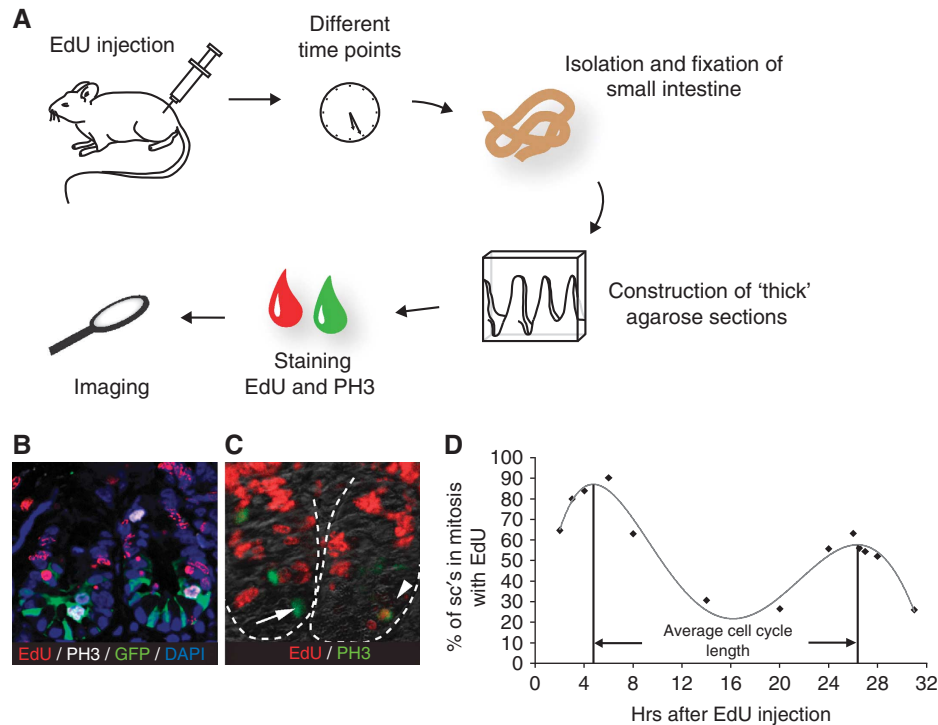 A
EdU injection
Different
time points
Isolation and fixation of
small intestine
Construction of ‘thick’
agarose sections
Staining
EdU and PH3
Imaging
B
EdU / PH3 / GFP / DAPI
C
EdU / PH3
D
% of sc's in mitosis
with EdU
100
90
80
70
60
50
40
30
20
10
0
Average cell cycle
length
0 4 8 12 16 20 24 28 32
Hrs after EdU injection